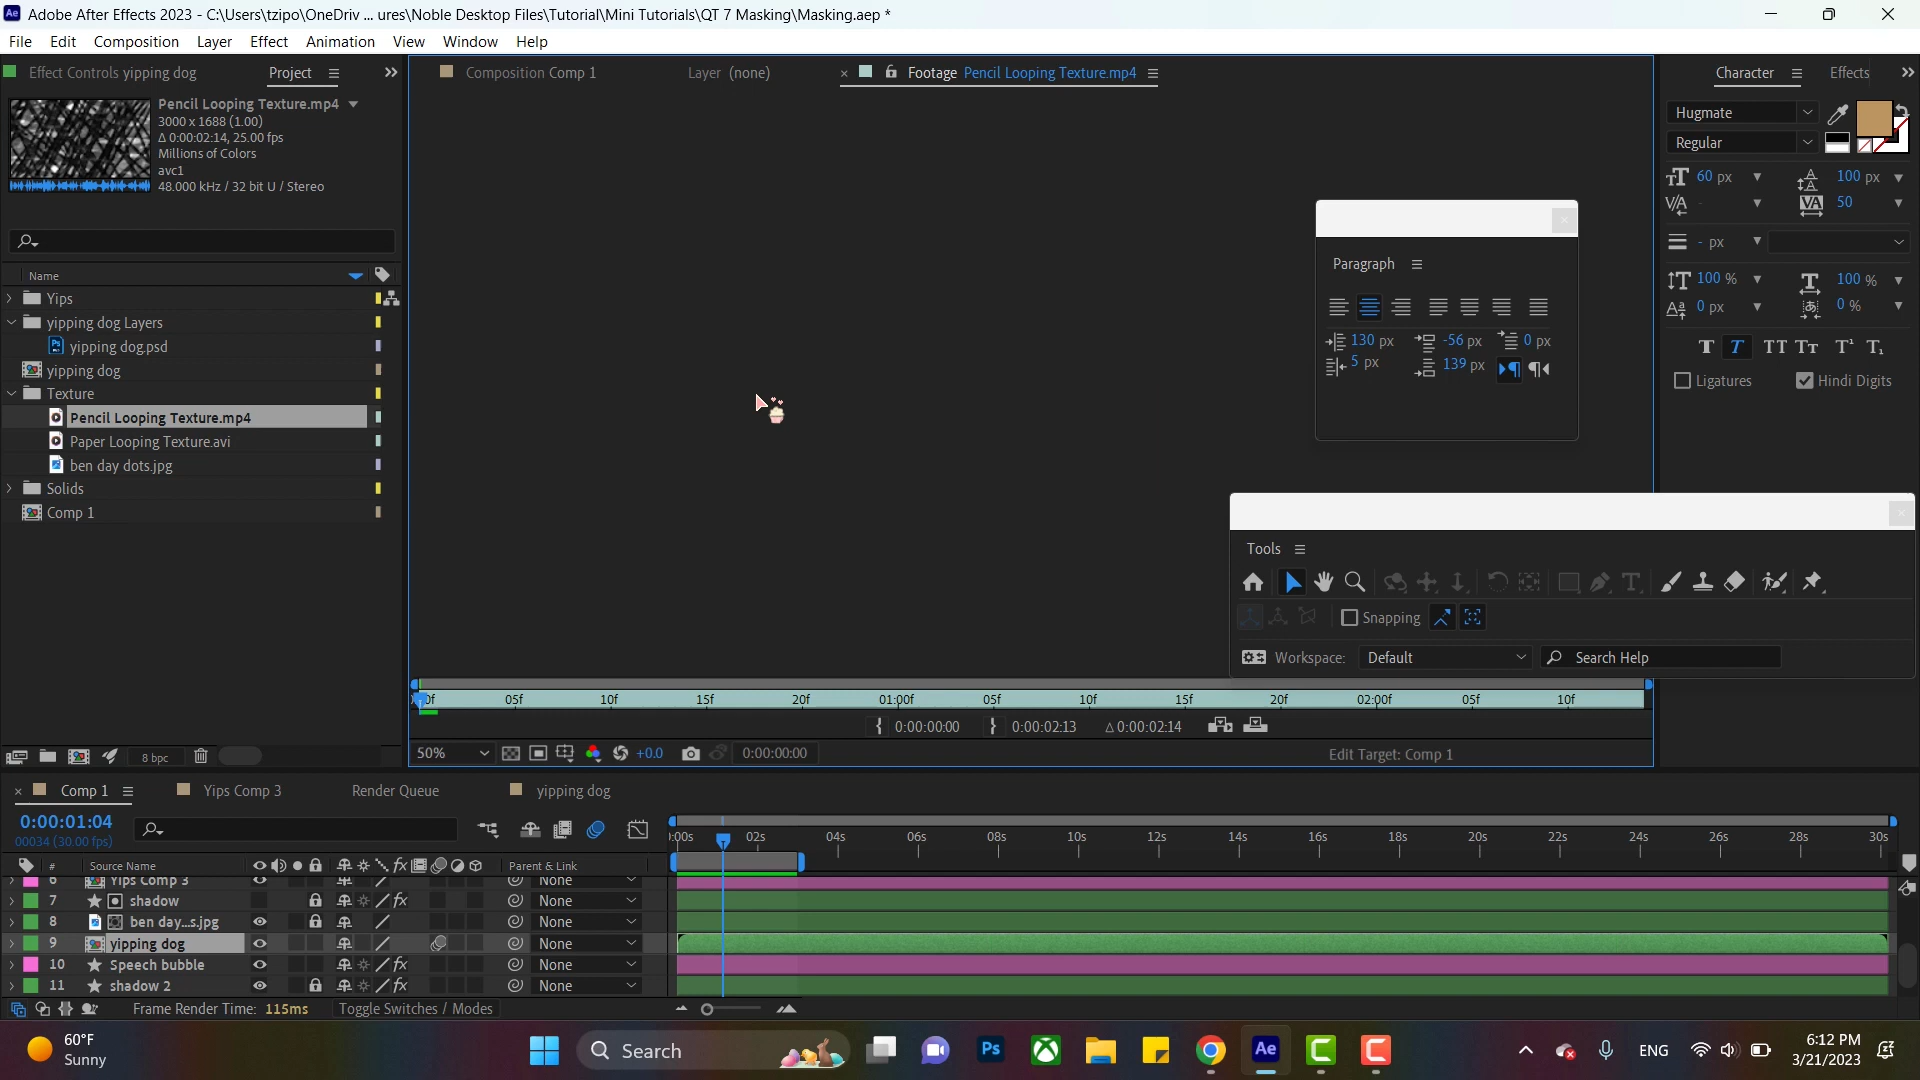 Ae Adobe After Effects 2023 - C:\Users\tzipo\OneDriv ... ures\Noble Desktop Files\Tutorial\Mini Tutorials\QT 7 Masking\Masking.aep *
File Edit Composition Layer Effect Animation View Window Help
Effect Controls yipping dog Project
Pencil Looping Texture.mp4
3000 x 1688 (1.00)
Δ 0:00:02:14, 25.00 fps
Millions of Colors
avc1
48.000 kHz / 32 bit U / Stereo
Name
Yips
yipping dog Layers
yipping dog.psd
yipping dog
Texture
Pencil Looping Texture.mp4
Paper Looping Texture.avi
ben day dots.jpg
Solids
Comp 1
8 bpc
Composition Comp 1 Layer (none) × Footage Pencil Looping Texture.mp4
Paragraph
130 px -56 px 0 px
5 px 139 px
Tools
Snapping
Workspace: Default Search Help
05f 10f 15f 20f 01:00f 05f 10f 15f 20f 02:00f 05f 10f
0:00:00:00 0:00:02:13 Δ 0:00:02:14
50% +0.0 0:00:00:00 Edit Target: Comp 1
Character Effects
Hugmate
Regular
60 px 100 px
- 50
- px
100 % 100 %
0 px 0 %
T T TT Tт T¹ T₁
Ligatures Hindi Digits
× Comp 1 Yips Comp 3 Render Queue yipping dog
0:00:01:04
00034 (30.00 fps)
:00s 02s 04s 06s 08s 10s 12s 14s 16s 18s 20s 22s 24s 26s 28s 30s
# Source Name Parent & Link
6 Yips Comp 3 None
7 shadow fx None
8 ben day...s.jpg None
9 yipping dog None
10 Speech bubble fx None
11 shadow 2 fx None
Frame Render Time: 115ms Toggle Switches / Modes
60°F
Sunny
Search
Ps
Ae
ENG
6:12 PM
3/21/2023